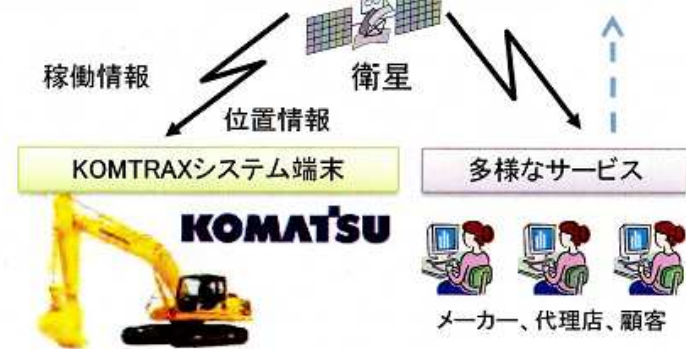 稼働情報
衛星
位置情報
KOMTRAXシステム端末
多様なサービス
KOMATSU
メーカー、代理店、顧客